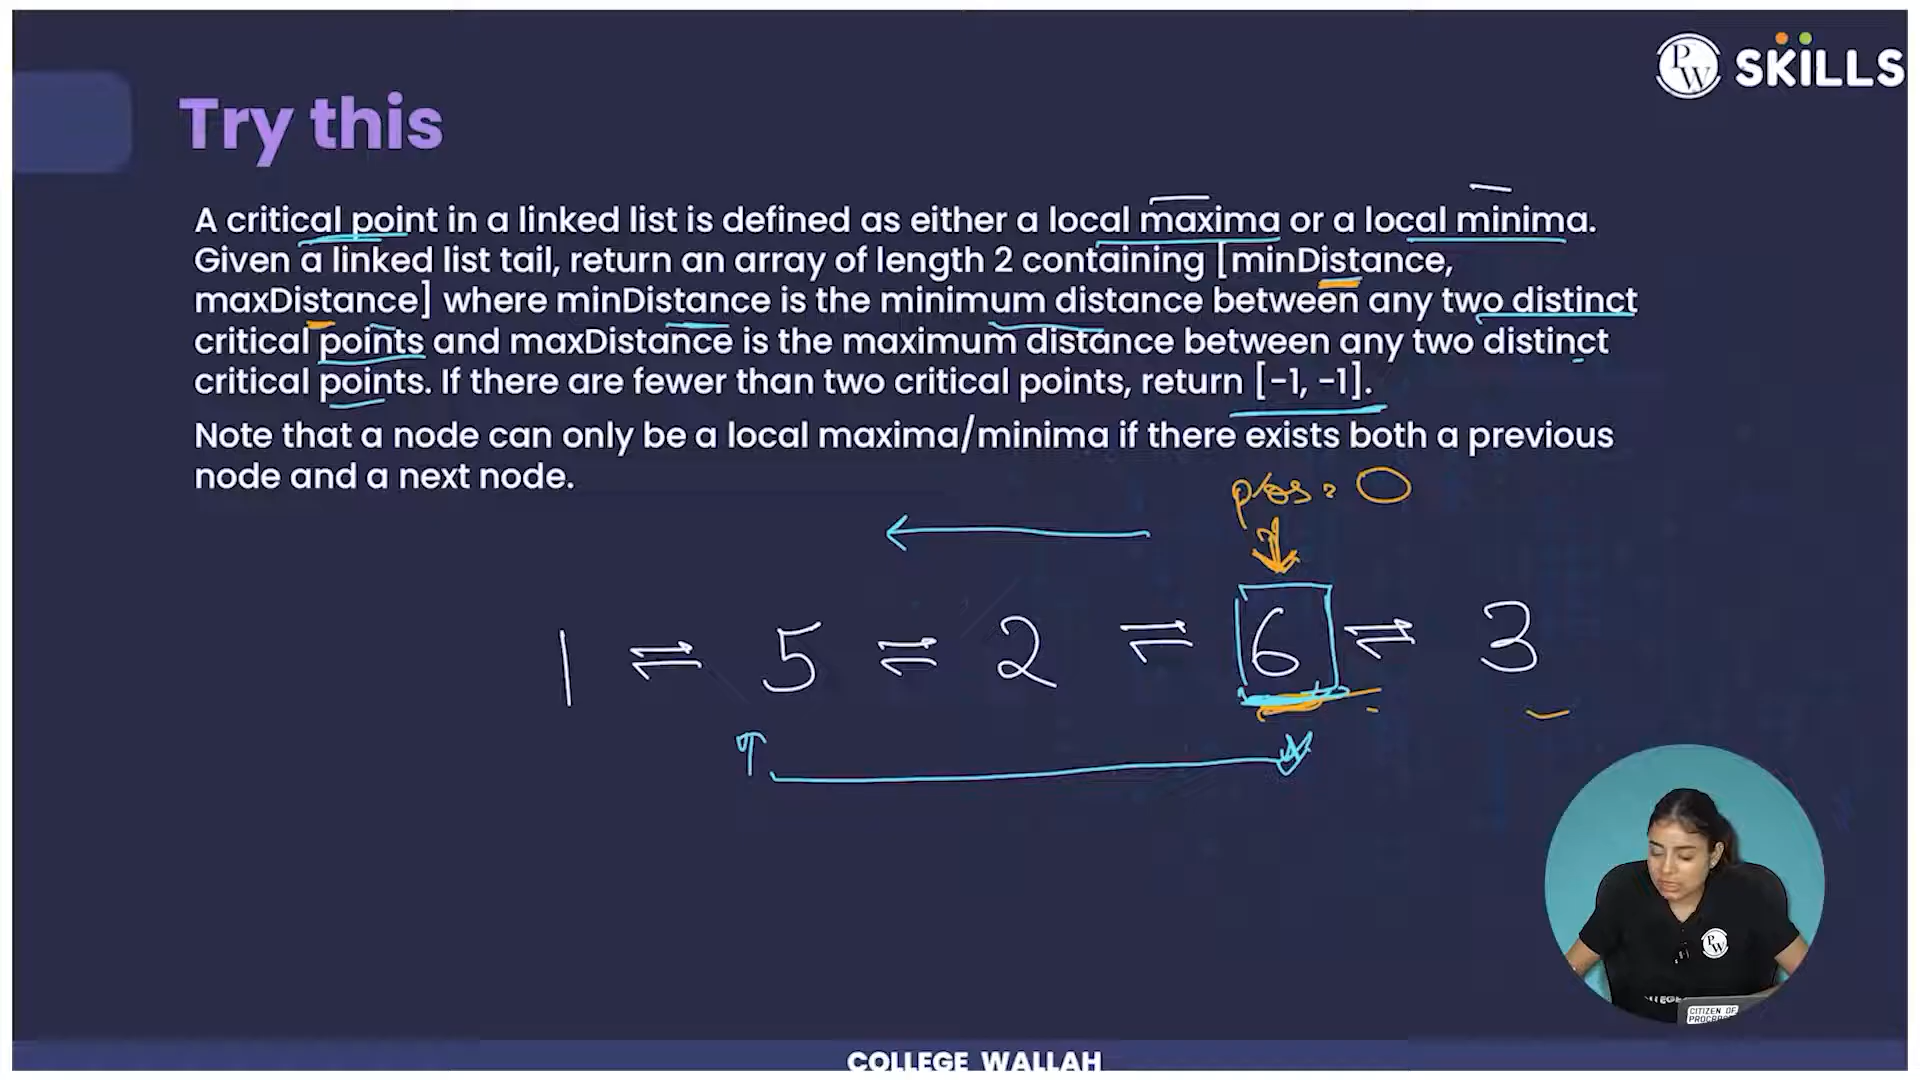 PW SKiLLS
Try this
A critical point in a linked list is defined as either a local maxima or a local minima.
Given a linked list tail, return an array of length 2 containing [minDistance,
maxDistance] where minDistance is the minimum distance between any two distinct
critical points and maxDistance is the maximum distance between any two distinct
critical points. If there are fewer than two critical points, return [-1, -1].
Note that a node can only be a local maxima/minima if there exists both a previous
node and a next node.
1 ⇌ 5 ⇌ 2 ⇌ 6 ⇌ 3
PW
CITIZEN OF
COLLEGE WALLAH